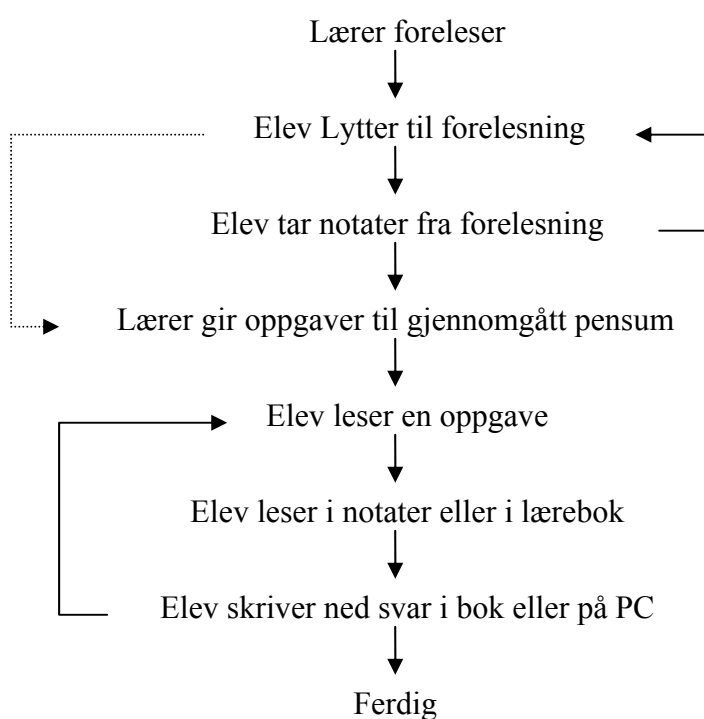 Lærer foreleser
Elev Lytter til forelesning
Elev tar notater fra forelesning
Lærer gir oppgaver til gjennomgått pensum
Elev leser en oppgave
Elev leser i notater eller i lærebok
Elev skriver ned svar i bok eller på PC
Ferdig